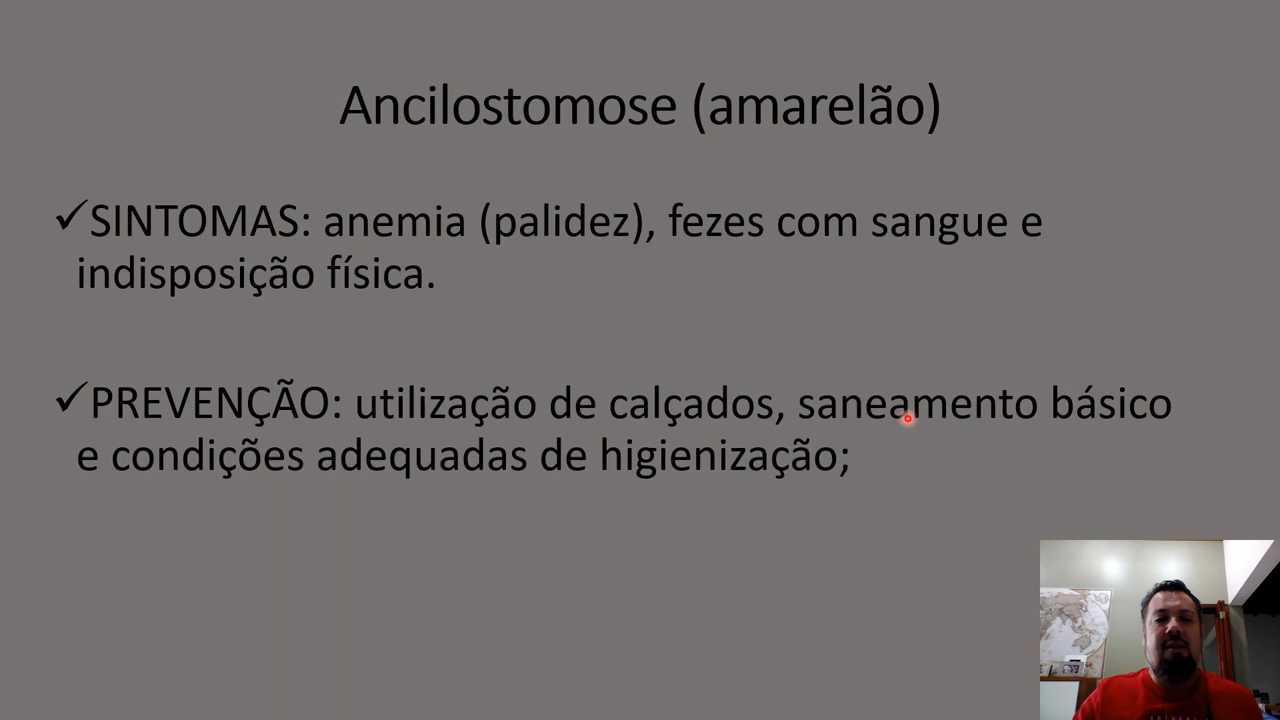 Ancilostomose (amarelão)
✓SINTOMAS: anemia (palidez), fezes com sangue e
indisposição física.
✓PREVENÇÃO: utilização de calçados, saneamento básico
e condições adequadas de higienização;